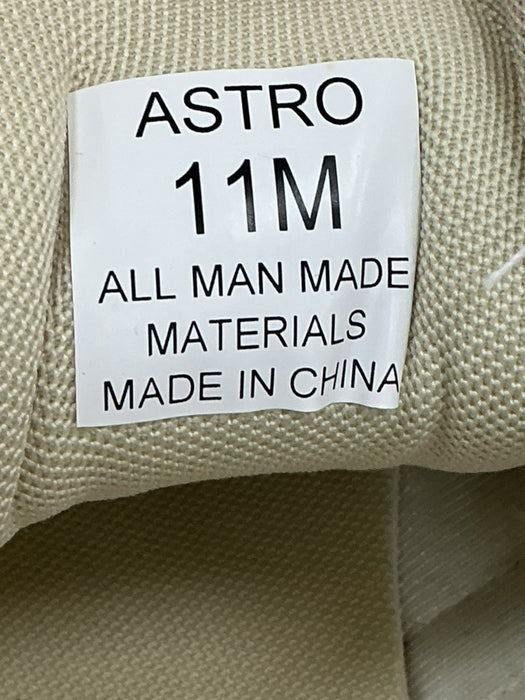 ASTRO
11M
ALL MAN MADE
MATERIALS
MADE IN CHINA